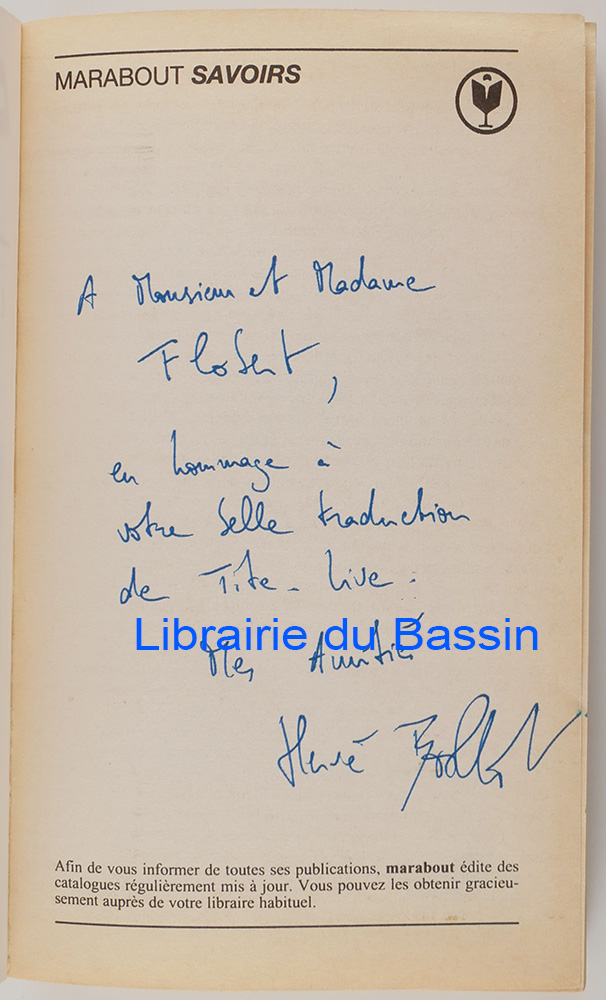 MARABOUT SAVOIRS
A Monsieur et Madame
Flobert,
en hommage à
votre belle traduction
de Tite-Live.
Librairie du Bassin
Mes Amitiés
Hervé
Afin de vous informer de toutes ses publications, marabout édite des
catalogues régulièrement mis à jour. Vous pouvez les obtenir gracieu-
sement auprès de votre libraire habituel.